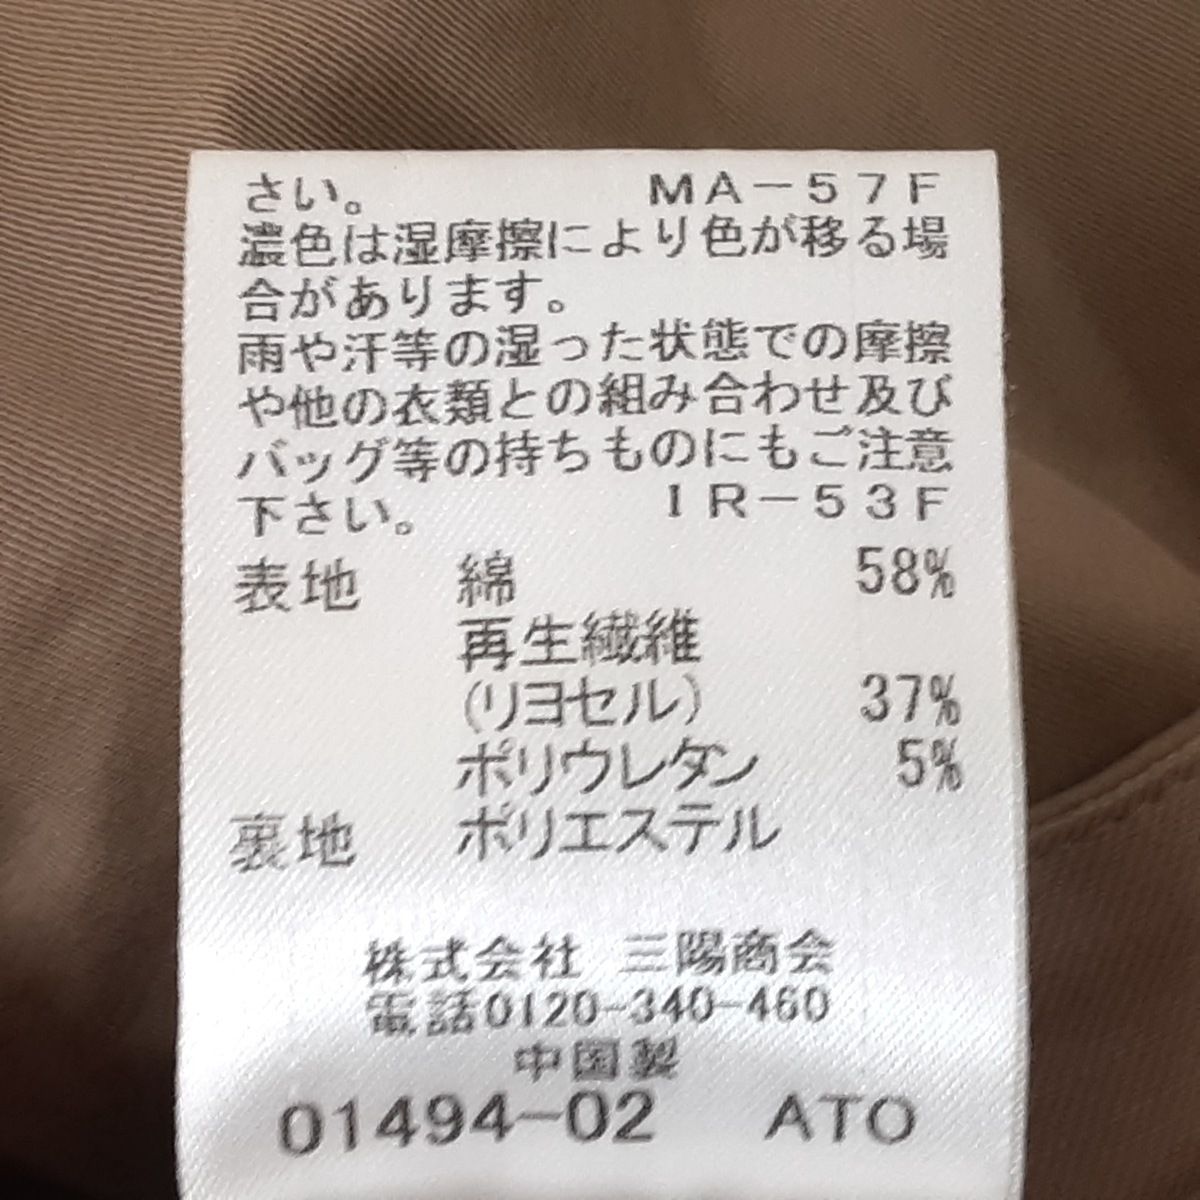 さい。 MA-57F
濃色は湿摩擦により色が移る場
合があります。
雨や汗等の湿った状態での摩擦
や他の衣類との組み合わせ及び
バッグ等の持ちものにもご注意
下さい。 IR-53F
表地 綿 58%
再生繊維
(リヨセル) 37%
ポリウレタン 5%
裏地 ポリエステル
株式会社 三陽商会
電話0120-340-460
中国製
01494-02 ATO